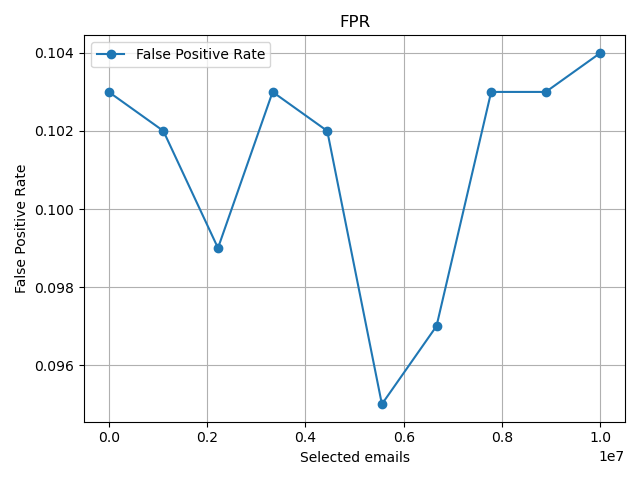 FPR
False Positive Rate
0.104
0.102
0.100
0.098
0.096
False Positive Rate
0.0 0.2 0.4 0.6 0.8 1.0
1e7
Selected emails